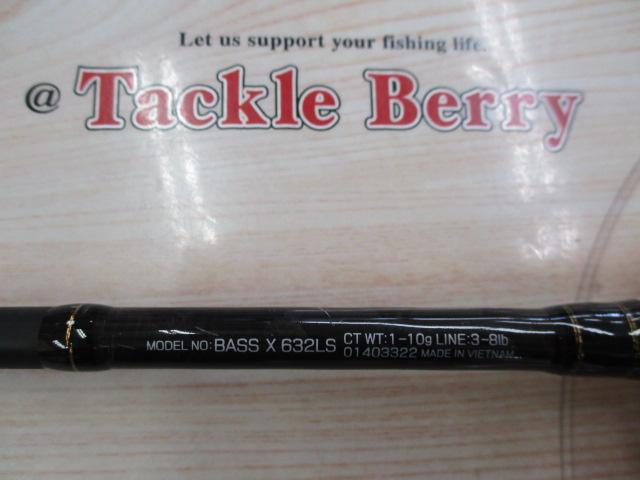 Let us support your fishing life.
@ Tackle Berry
MODEL NO: BASS X 632LS CT WT:1-10g LINE:3-8lb
01403322 MADE IN VIETNAM